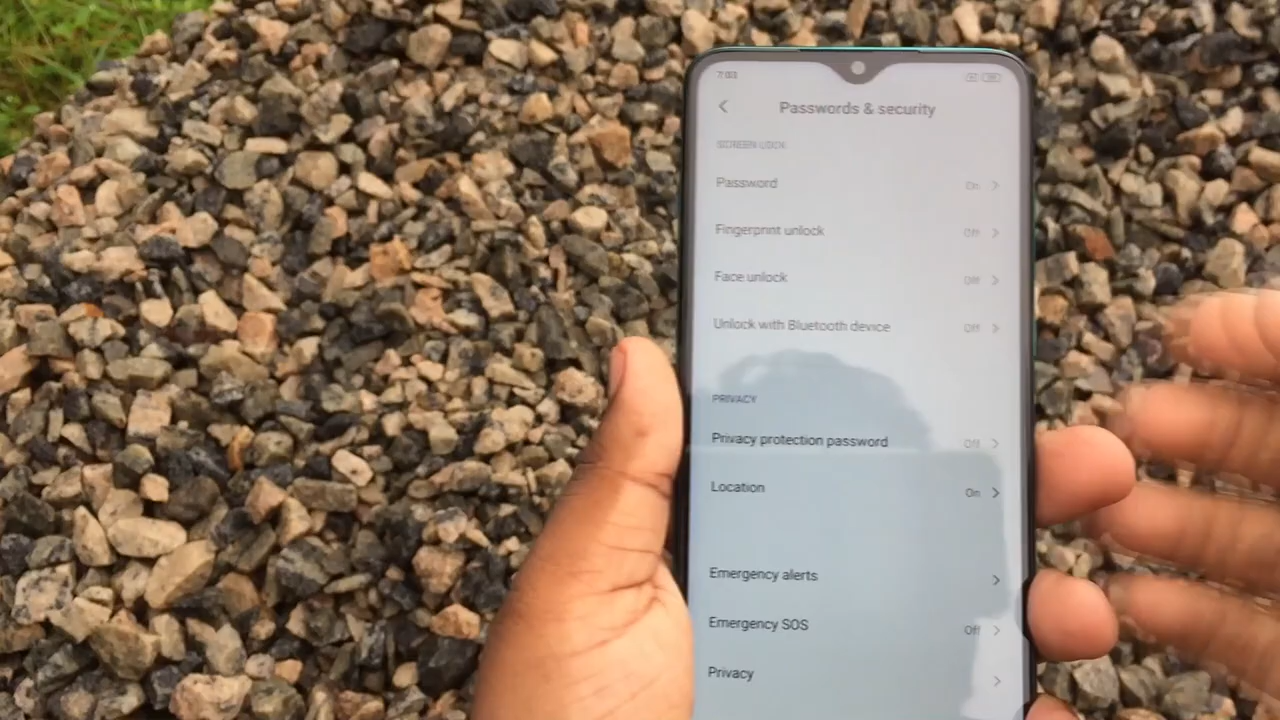 Passwords & security
SCREEN LOCK
Password On
Fingerprint unlock Off
Face unlock Off
Unlock with Bluetooth device Off
PRIVACY
Privacy protection password Off
Location On
Emergency alerts
Emergency SOS Off
Privacy